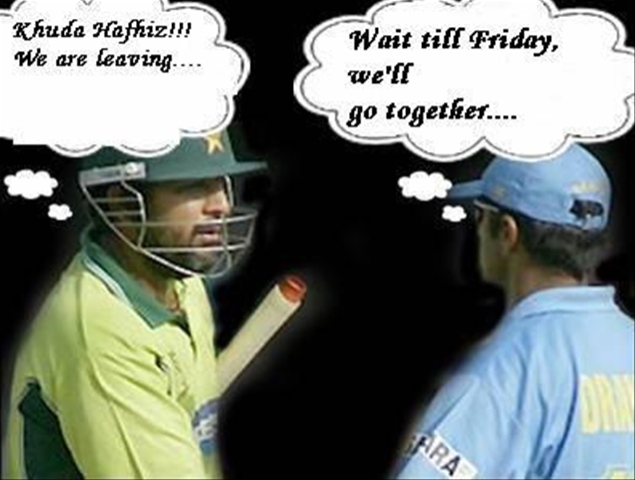 Khuda Hafhiz!!!
We are leaving....
Wait till Friday,
we'll
go together....